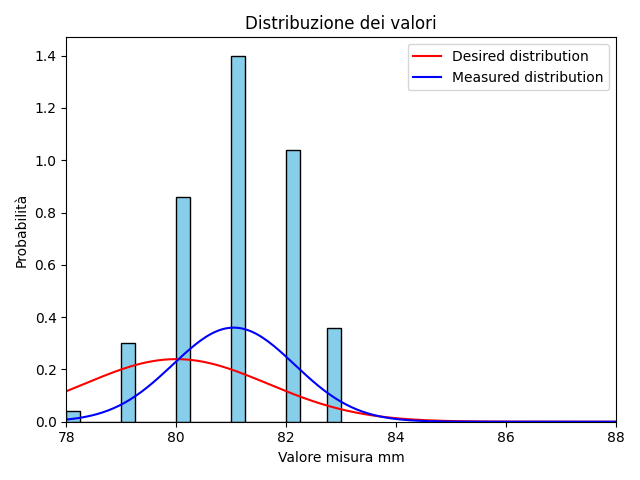 Distribuzione dei valori
Desired distribution
Measured distribution
Probabilità
1.4
1.2
1.0
0.8
0.6
0.4
0.2
0.0
78 80 82 84 86 88
Valore misura mm